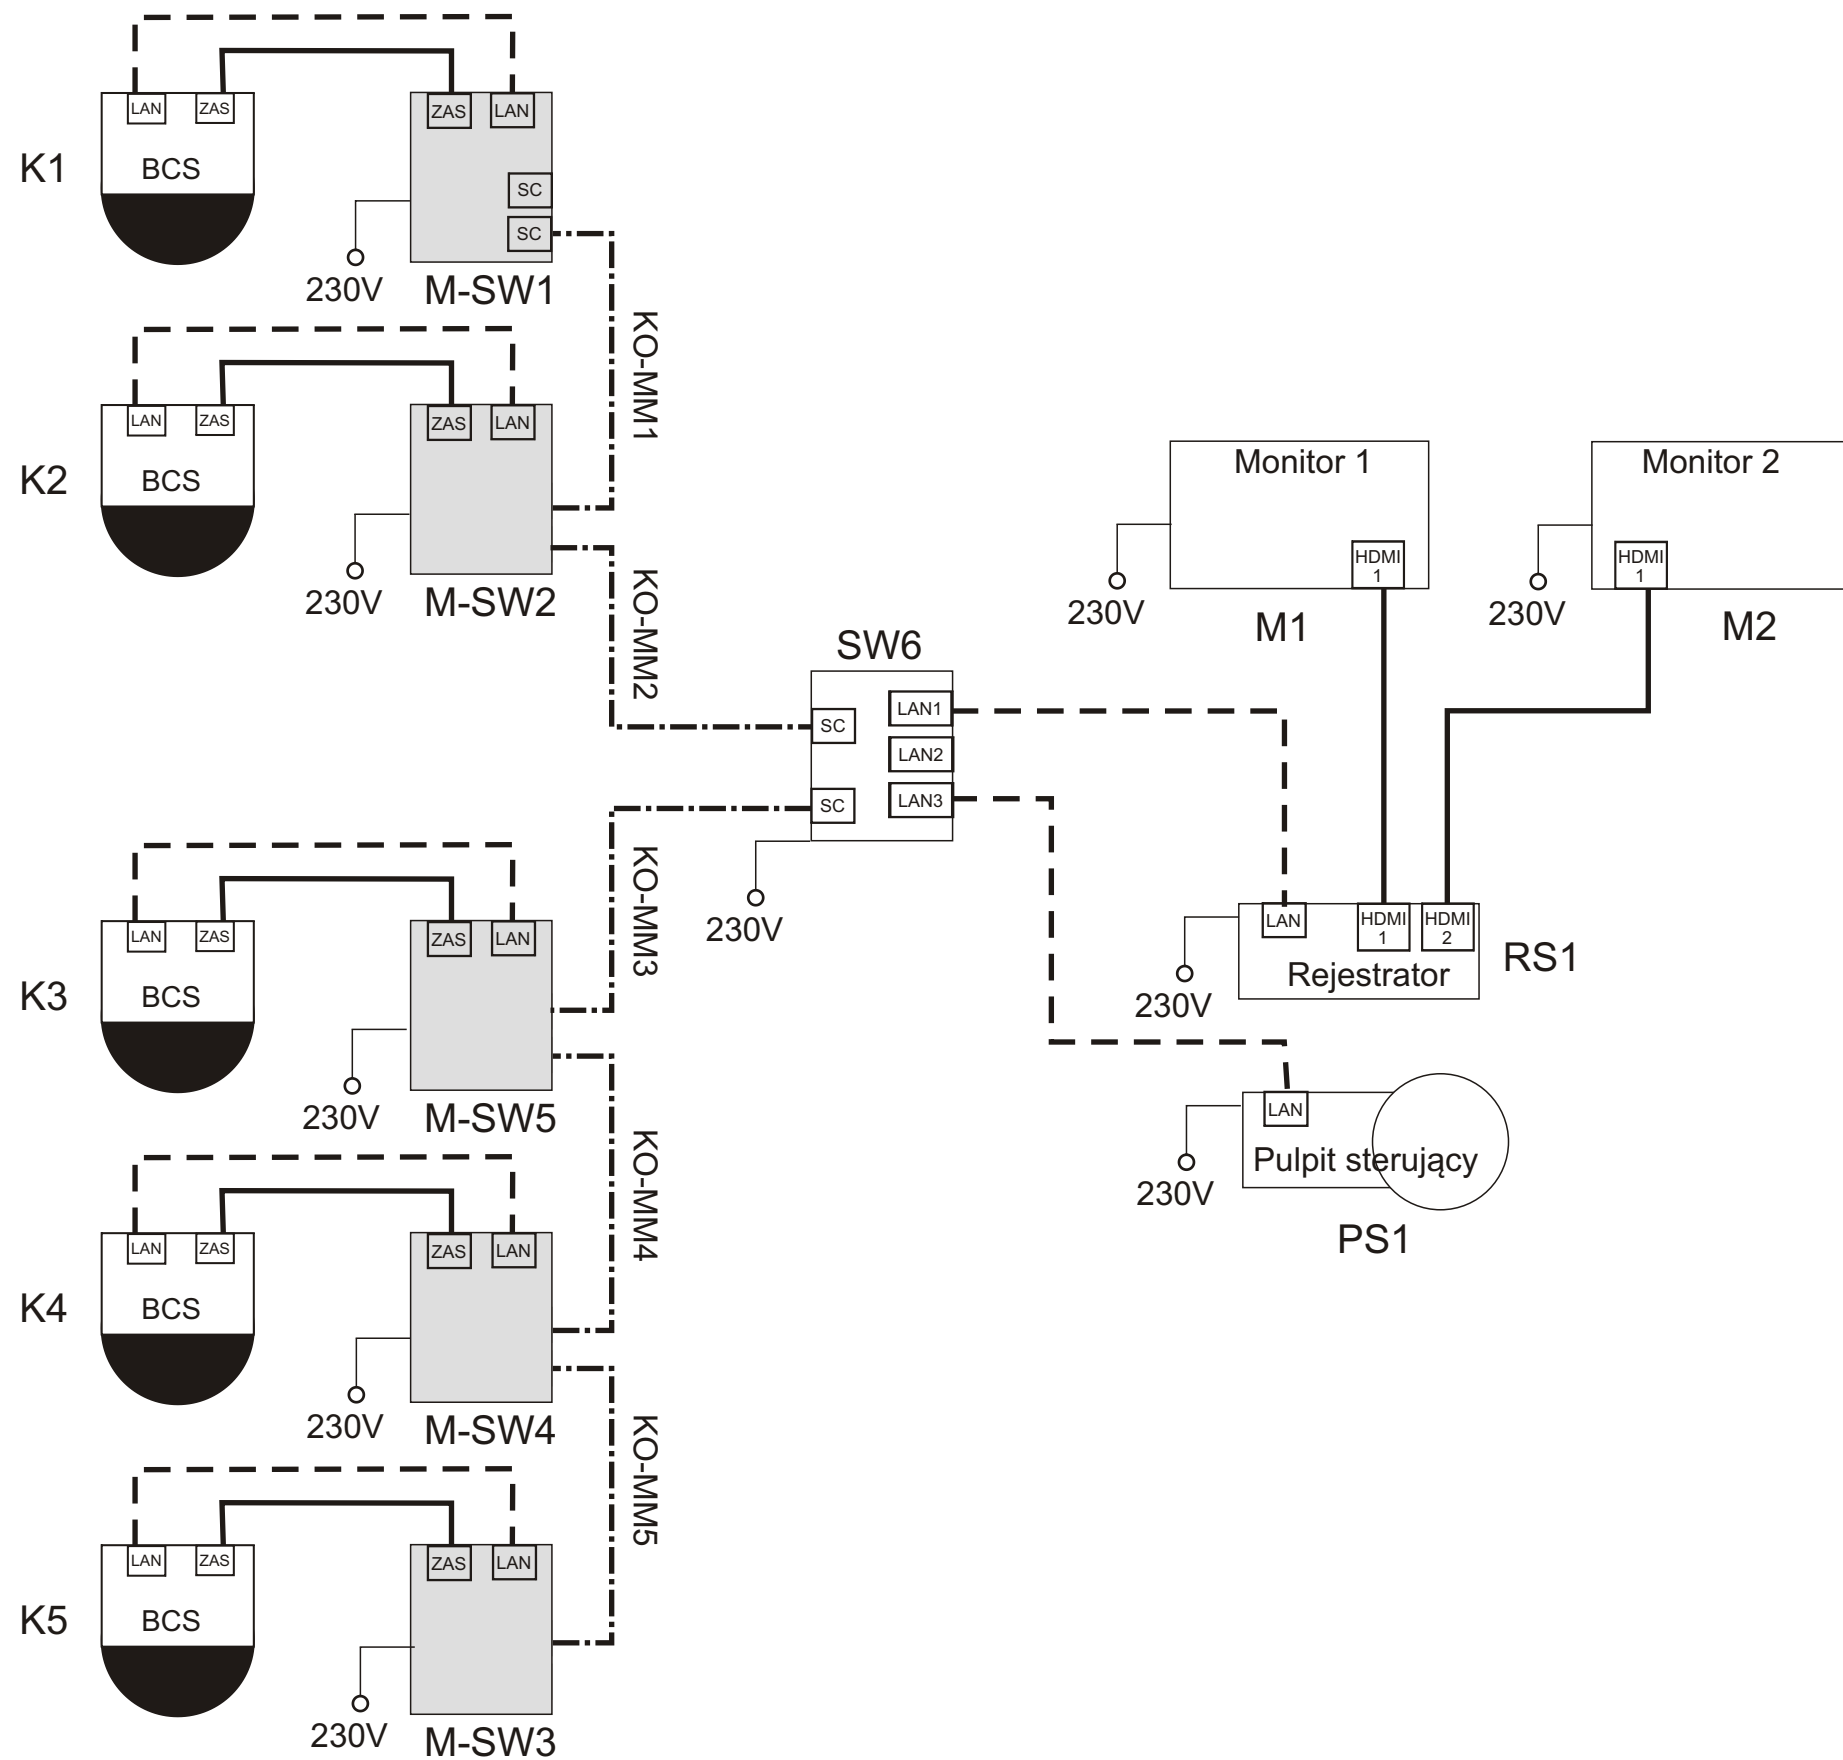 LAN
ZAS
BCS
K1
ZAS
LAN
SC
SC
230V
M-SW1
KO-MM1
LAN
ZAS
BCS
K2
ZAS
LAN
230V
M-SW2
KO-MM2
Monitor 1
HDMI
1
230V
M1
Monitor 2
HDMI
1
230V
M2
SW6
SC
SC
LAN1
LAN2
LAN3
230V
KO-MM3
LAN
ZAS
BCS
K3
ZAS
LAN
230V
M-SW5
LAN
HDMI
1
HDMI
2
Rejestrator
RS1
230V
LAN
Pulpit sterujący
230V
PS1
KO-MM4
LAN
ZAS
BCS
K4
ZAS
LAN
230V
M-SW4
KO-MM5
LAN
ZAS
BCS
K5
ZAS
LAN
230V
M-SW3